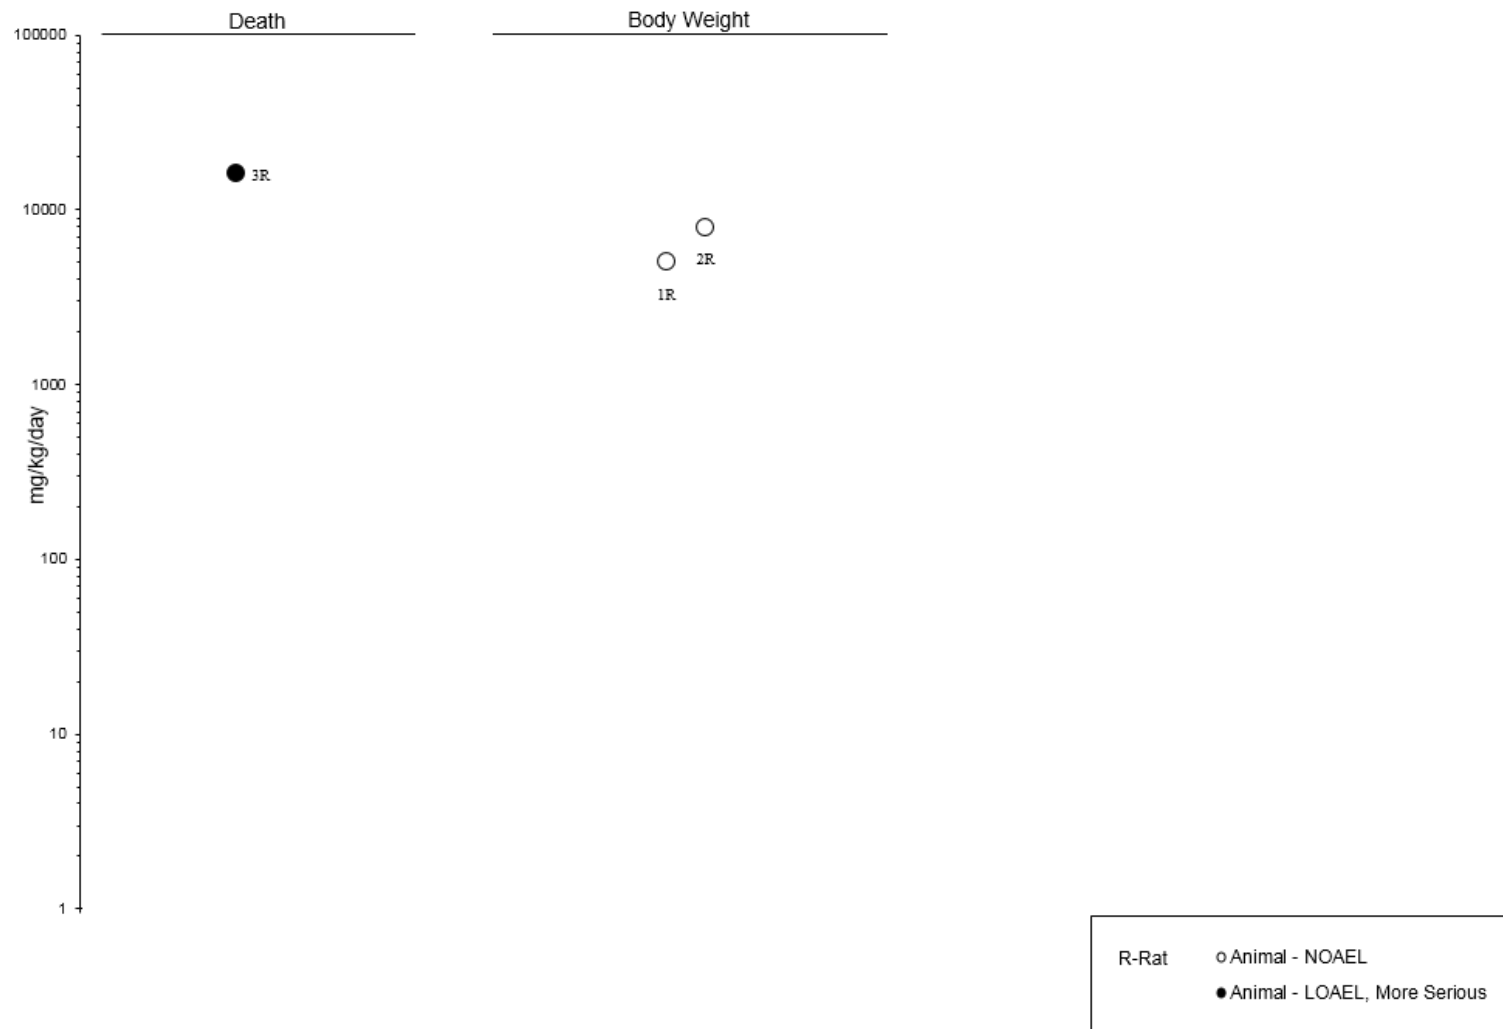 Death
Body Weight
100000
3R
10000
2R
1R
1000
mg/kg/day
100
10
1
R-Rat
Animal - NOAEL
Animal - LOAEL, More Serious